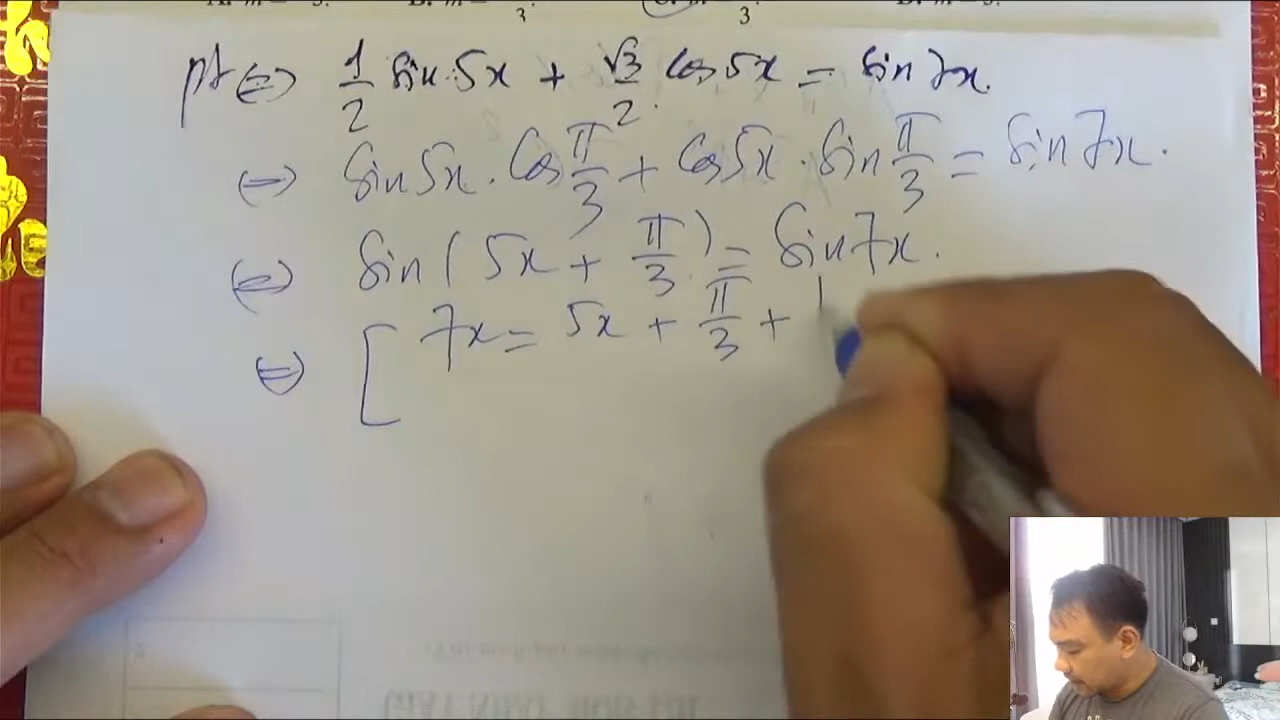 pt ⇔ 1/2 sin 5x + √3/2 cos 5x = sin 7x.
⇔ sin 5x . cos π/3 + cos 5x . sin π/3 = sin 7x.
⇔ sin ( 5x + π/3 ) = sin 7x.
⇔ [ 7x = 5x + π/3 +